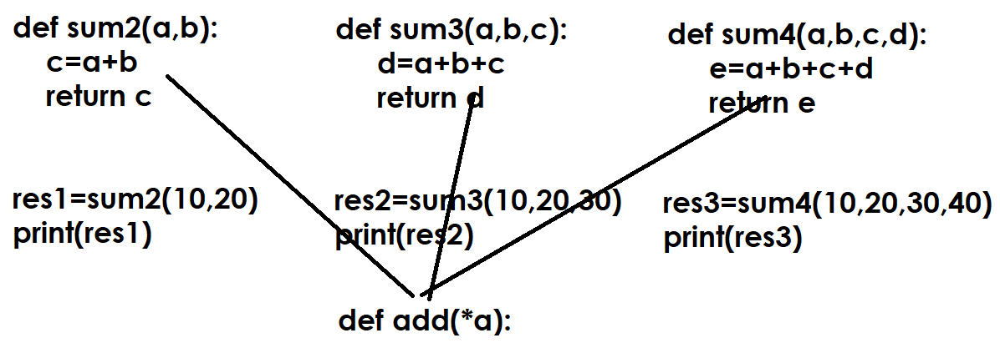 def sum2(a,b):
c=a+b
return c
def sum3(a,b,c):
d=a+b+c
return d
def sum4(a,b,c,d):
e=a+b+c+d
return e
res1=sum2(10,20)
print(res1)
res2=sum3(10,20,30)
print(res2)
res3=sum4(10,20,30,40)
print(res3)
def add(*a):